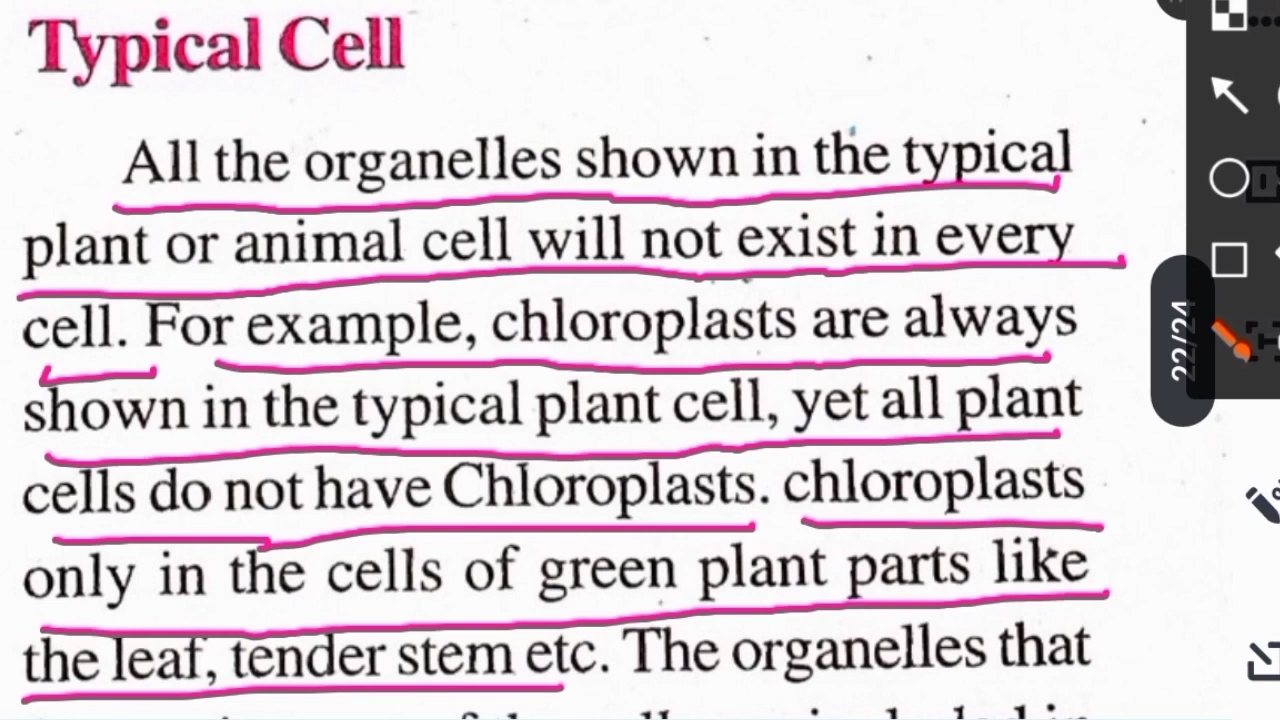 Typical Cell
All the organelles shown in the typical
plant or animal cell will not exist in every
cell. For example, chloroplasts are always
shown in the typical plant cell, yet all plant
cells do not have Chloroplasts. chloroplasts
only in the cells of green plant parts like
the leaf, tender stem etc. The organelles that
22/24